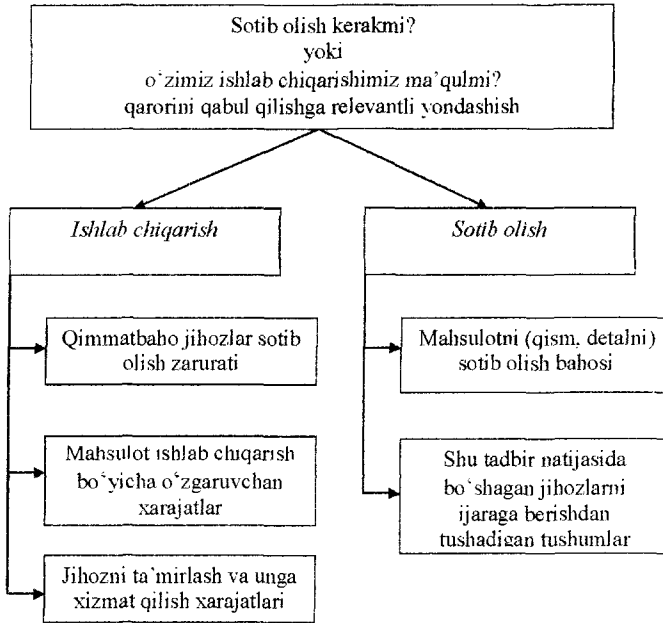 Sotib olish kerakmi?
yoki
o‘zimiz ishlab chiqarishimiz ma’qulmi?
qarorini qabul qilishga relevantli yondashish
Ishlab chiqarish
Qimmatbaho jihozlar sotib
olish zarurati
Mahsulot ishlab chiqarish
bo‘yicha o‘zgaruvchan
xarajatlar
Jihozni ta’mirlash va unga
xizmat qilish xarajatlari
Sotib olish
Mahsulotni (qism, detalni)
sotib olish bahosi
Shu tadbir natijasida
bo‘shagan jihozlarni
ijaraga berishdan
tushadigan tushumlar